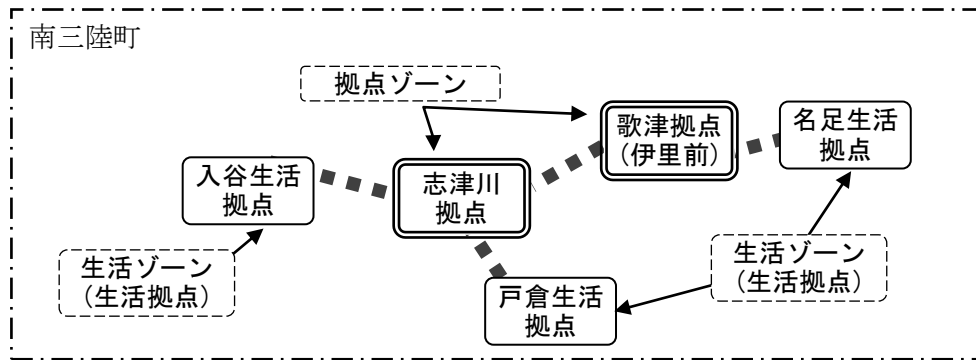 南三陸町
拠点ゾーン
歌津拠点
（伊里前）
名足生活
拠点
入谷生活
拠点
志津川
拠点
生活ゾーン
（生活拠点）
戸倉生活
拠点
生活ゾーン
（生活拠点）